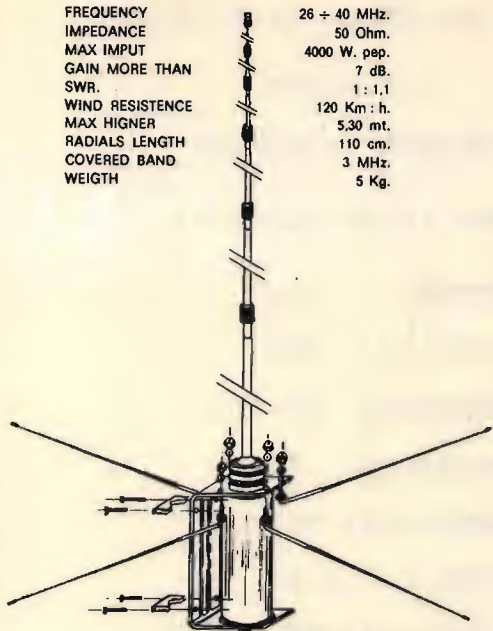 FREQUENCY 26 ÷ 40 MHz.
IMPEDANCE 50 Ohm.
MAX IMPUT 4000 W. pep.
GAIN MORE THAN 7 dB.
SWR. 1 : 1,1
WIND RESISTENCE 120 Km : h.
MAX HIGNER 5,30 mt.
RADIALS LENGTH 110 cm.
COVERED BAND 3 MHz.
WEIGTH 5 Kg.